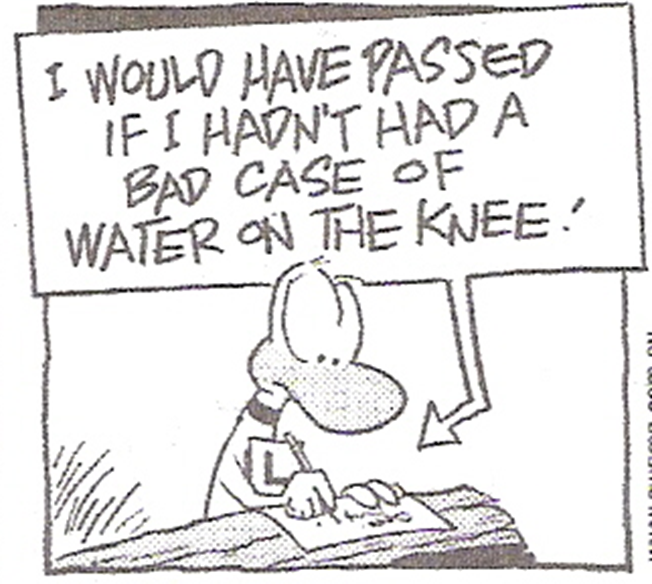 I WOULD HAVE PASSED
IF I HADN'T HAD A
BAD CASE OF
WATER ON THE KNEE!
L